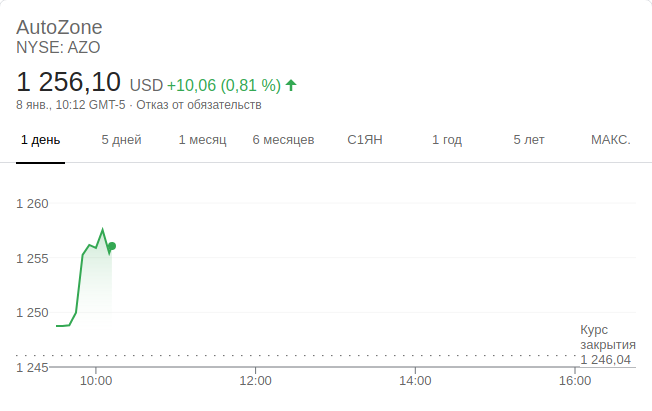 AutoZone
NYSE: AZO
1 256,10 USD +10,06 (0,81 %)
8 янв., 10:12 GMT-5 · Отказ от обязательств
1 день 5 дней 1 месяц 6 месяцев С1ЯН 1 год 5 лет МАКС.
1 260
1 255
1 250
Курс
закрытия
1 246,04
1 245
10:00 12:00 14:00 16:00